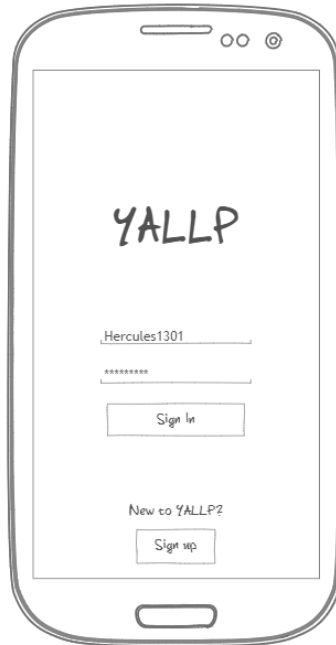 YALLP
Hercules1301
*********
Sign In
New to YALLP?
Sign up